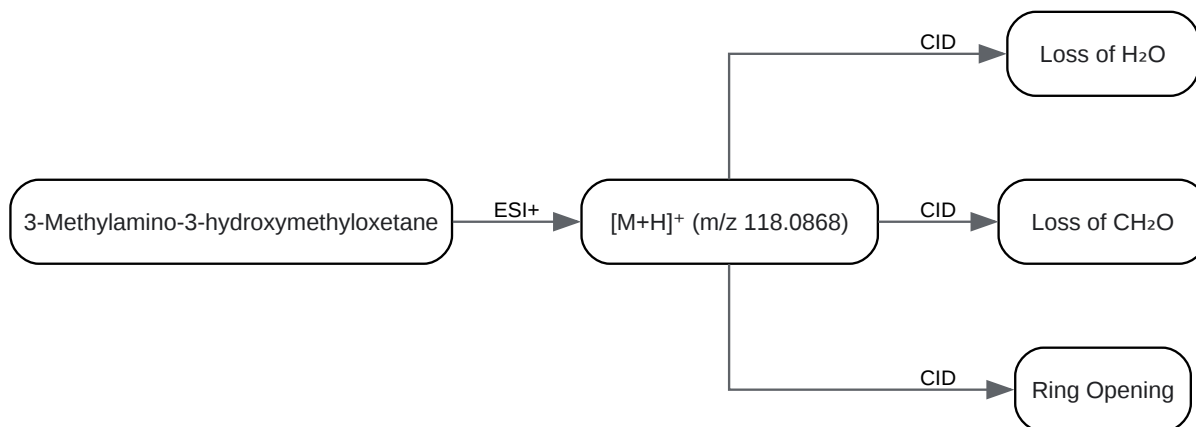 3-Methylamino-3-hydroxymethyloxetane
ESI+
[M+H]⁺ (m/z 118.0868)
CID
Loss of H₂O
CID
Loss of CH₂O
CID
Ring Opening